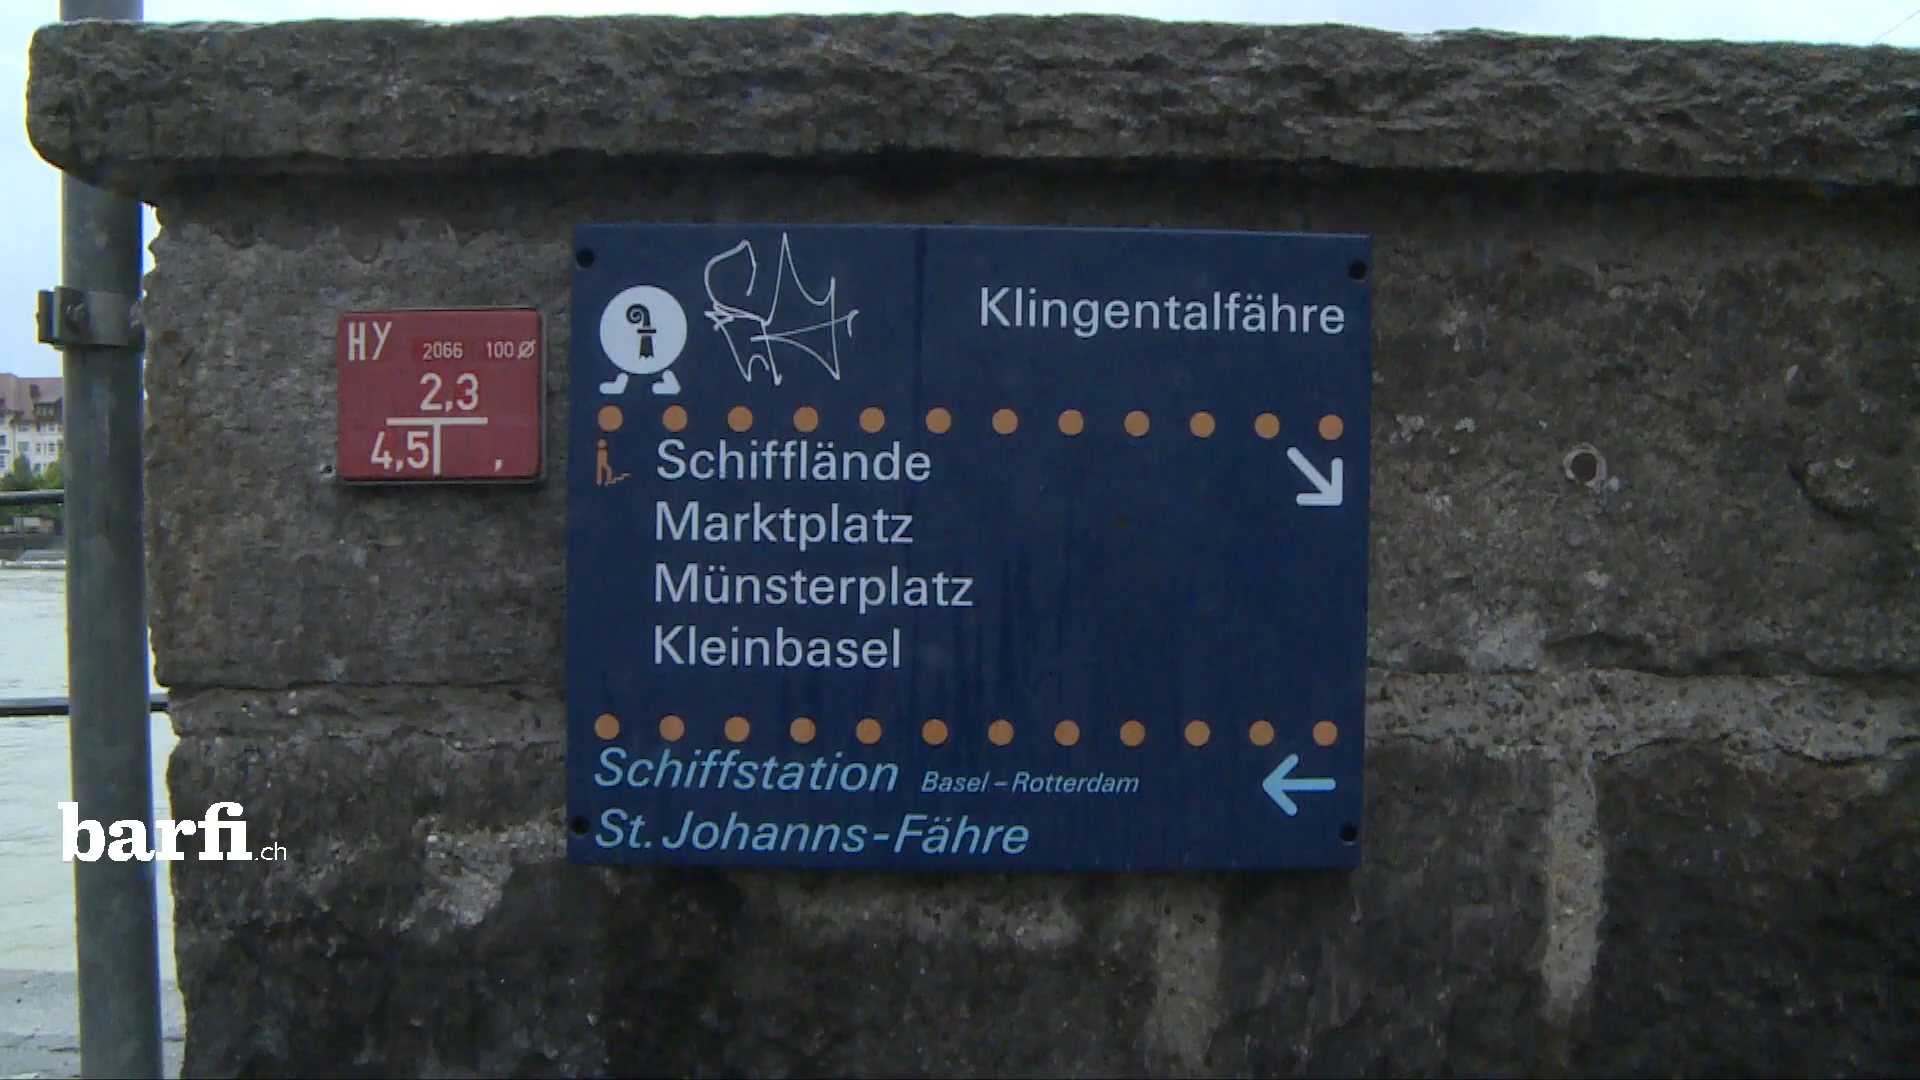 HY 2066 100 Ø
2,3
4,5 ,
Klingentalfähre
Schifflände
Marktplatz
Münsterplatz
Kleinbasel
Schiffstation Basel – Rotterdam
St. Johanns-Fähre
barfi.ch